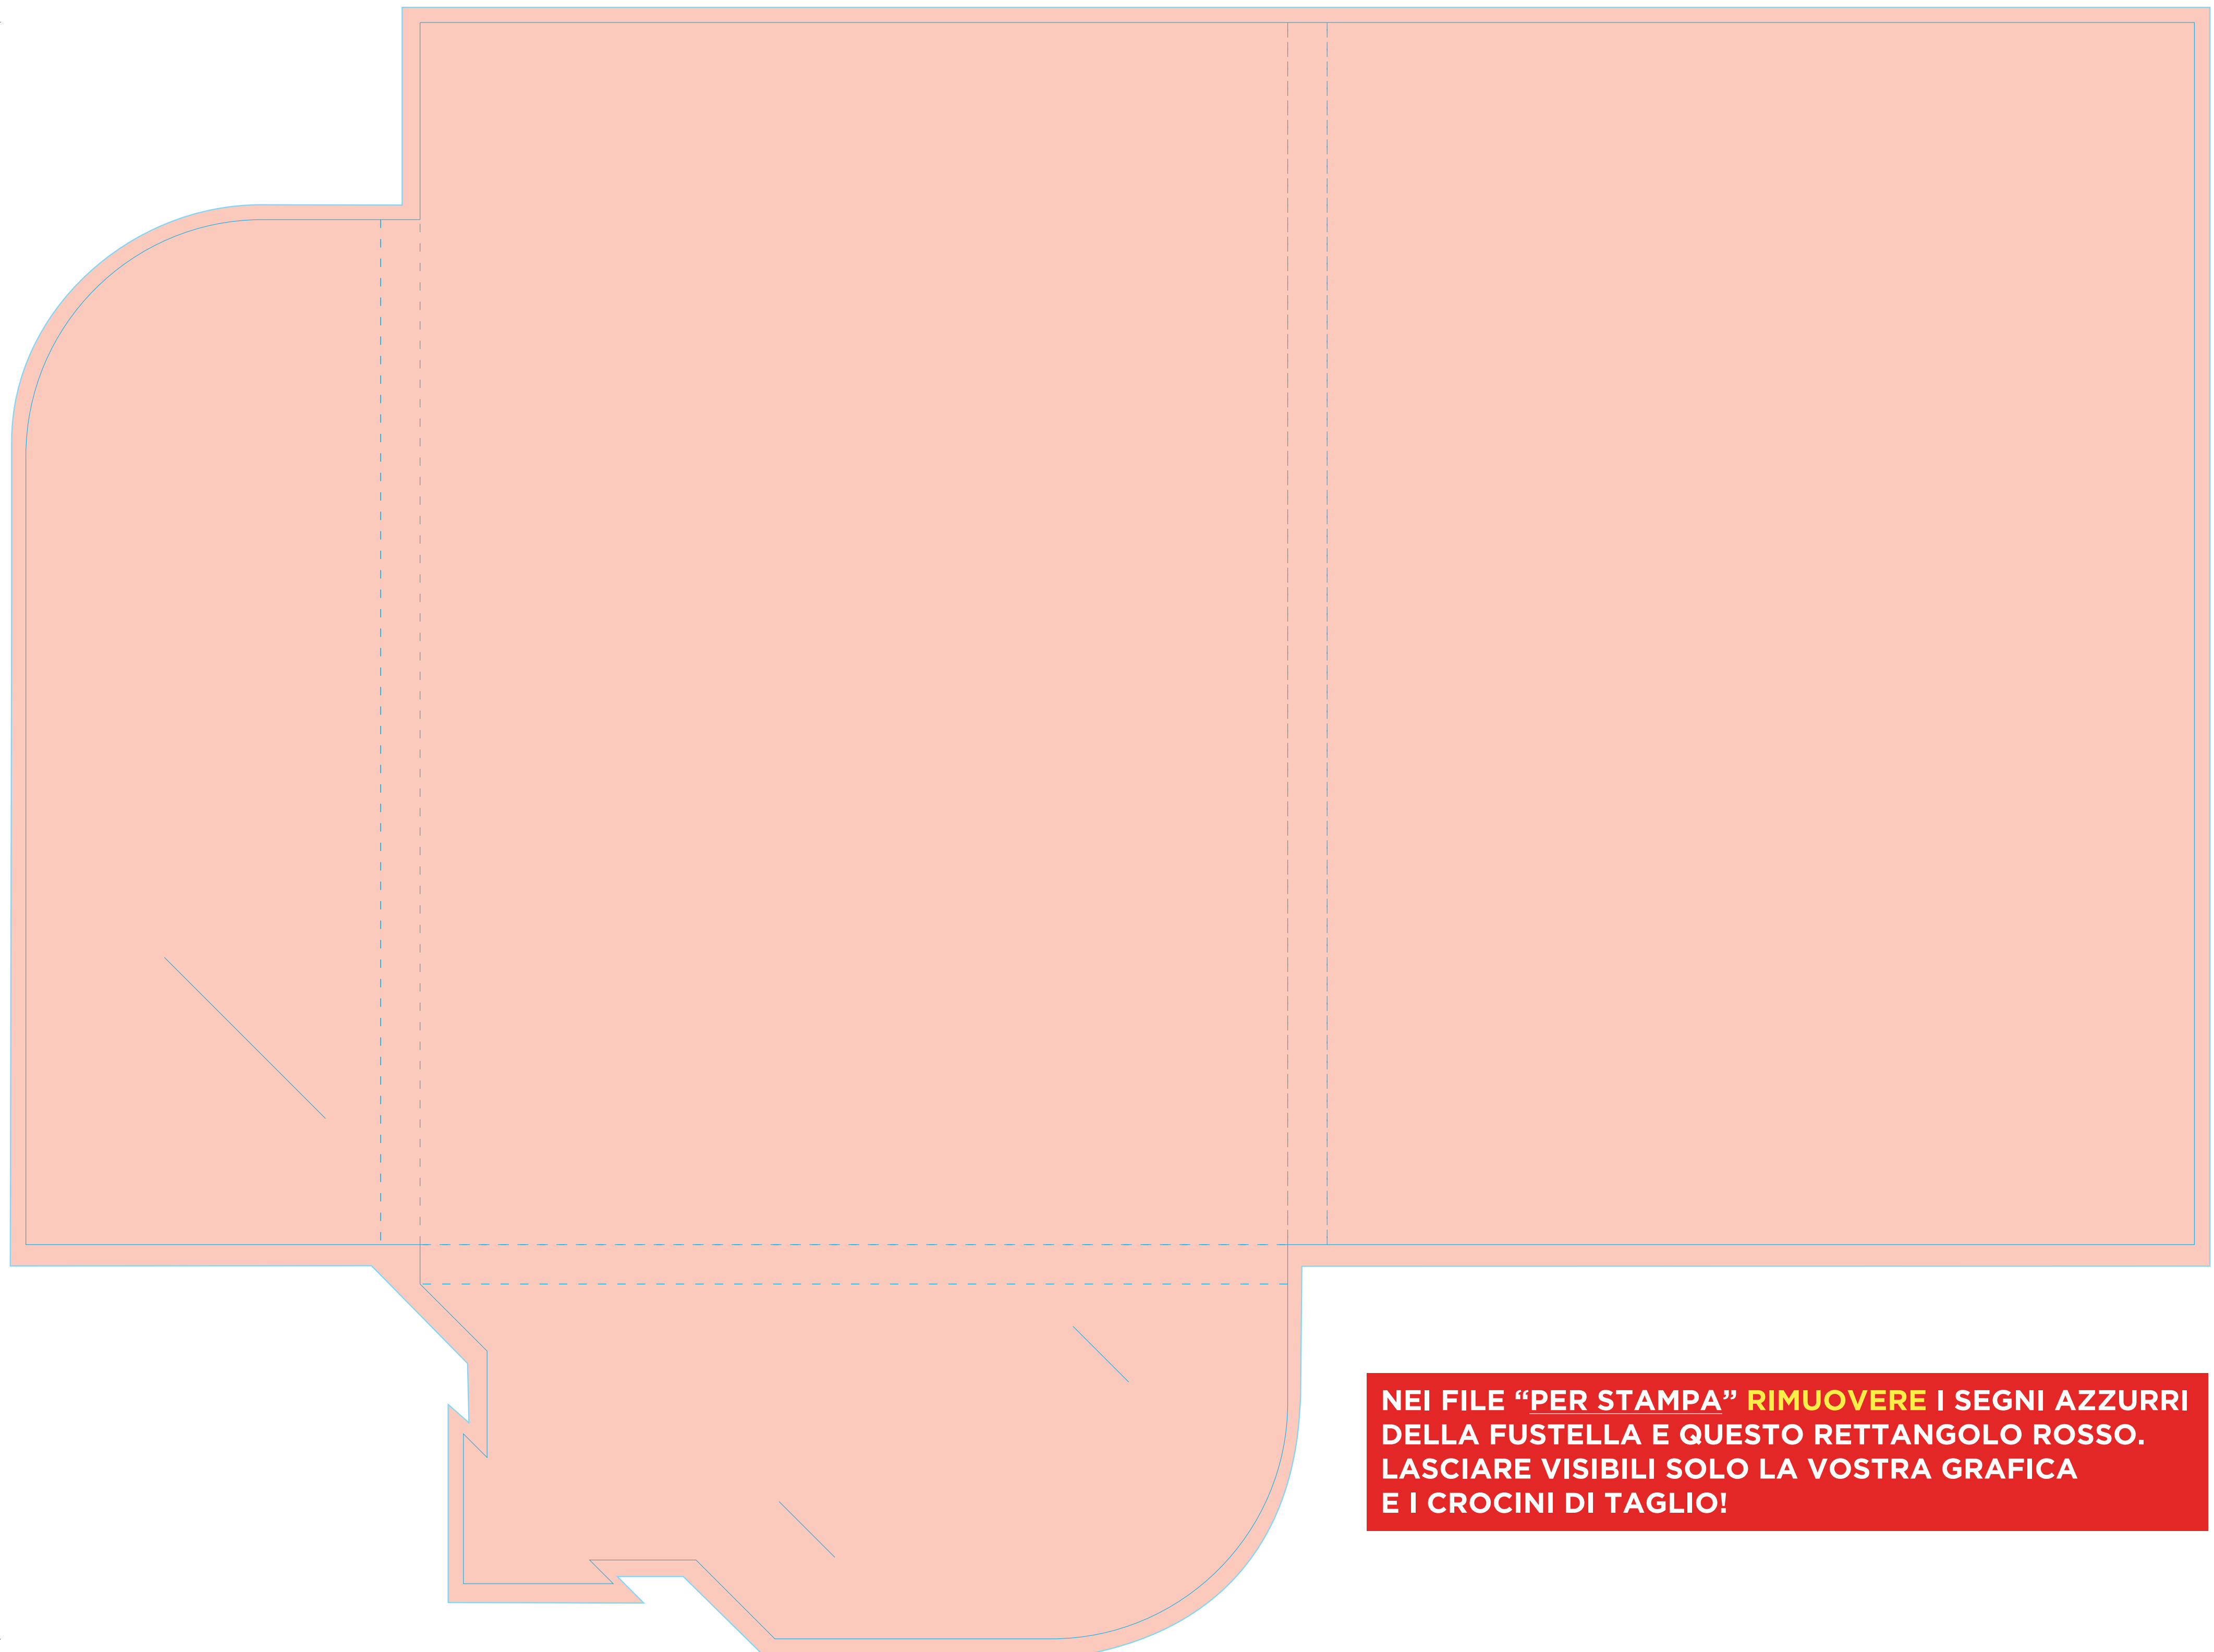 NEI FILE “PER STAMPA” RIMUOVERE I SEGNI AZZURRI
DELLA FUSTELLA E QUESTO RETTANGOLO ROSSO.
LASCIARE VISIBILI SOLO LA VOSTRA GRAFICA
E I CROCINI DI TAGLIO!